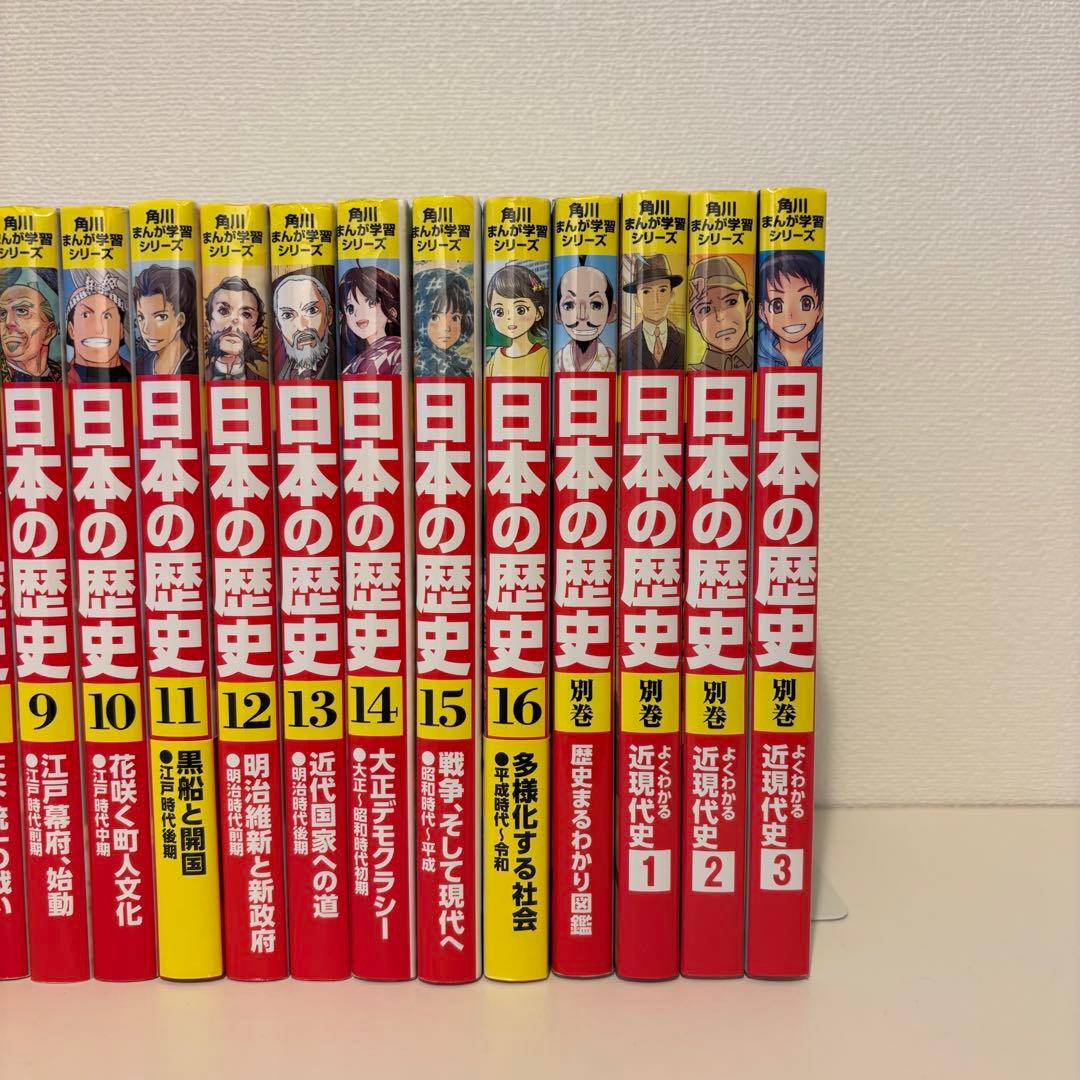 天下統一の戦い
角川
まんが学習
シリーズ
日本の歴史
9
江戸幕府、始動
●江戸時代前期
角川
まんが学習
シリーズ
日本の歴史
10
花咲く町人文化
●江戸時代中期
角川
まんが学習
シリーズ
日本の歴史
11
黒船と開国
●江戸時代後期
角川
まんが学習
シリーズ
日本の歴史
12
明治維新と新政府
●明治時代前期
角川
まんが学習
シリーズ
日本の歴史
13
近代国家への道
●明治時代後期
角川
まんが学習
シリーズ
日本の歴史
14
大正デモクラシー
●大正～昭和時代初期
角川
まんが学習
シリーズ
日本の歴史
15
戦争、そして現代へ
●昭和時代～平成
角川
まんが学習
シリーズ
日本の歴史
16
多様化する社会
●平成時代～令和
角川
まんが学習
シリーズ
日本の歴史
別巻
歴史まるわかり図鑑
角川
まんが学習
シリーズ
日本の歴史
別巻
よくわかる
近現代史
1
角川
まんが学習
シリーズ
日本の歴史
別巻
よくわかる
近現代史
2
角川
まんが学習
シリーズ
日本の歴史
別巻
よくわかる
近現代史
3